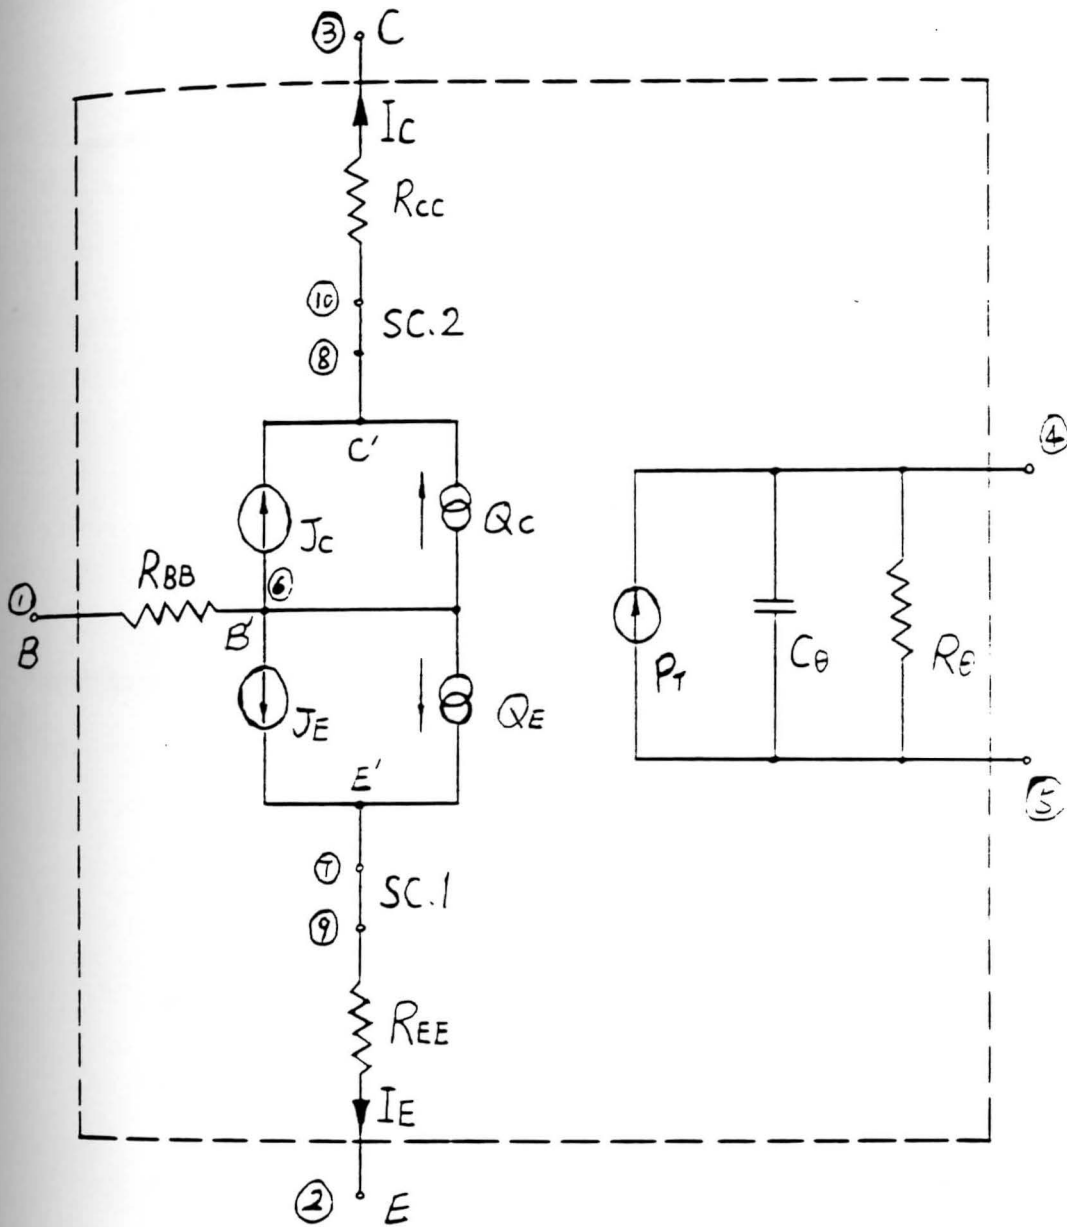 ③ C
I_C
R_CC
⑩
SC.2
⑧
C'
④
J_C
Q_C
R_BB
⑥
①
B
B'
P_T
C_θ
R_θ
J_E
Q_E
E'
⑤
⑦
SC.1
⑨
R_EE
I_E
② E